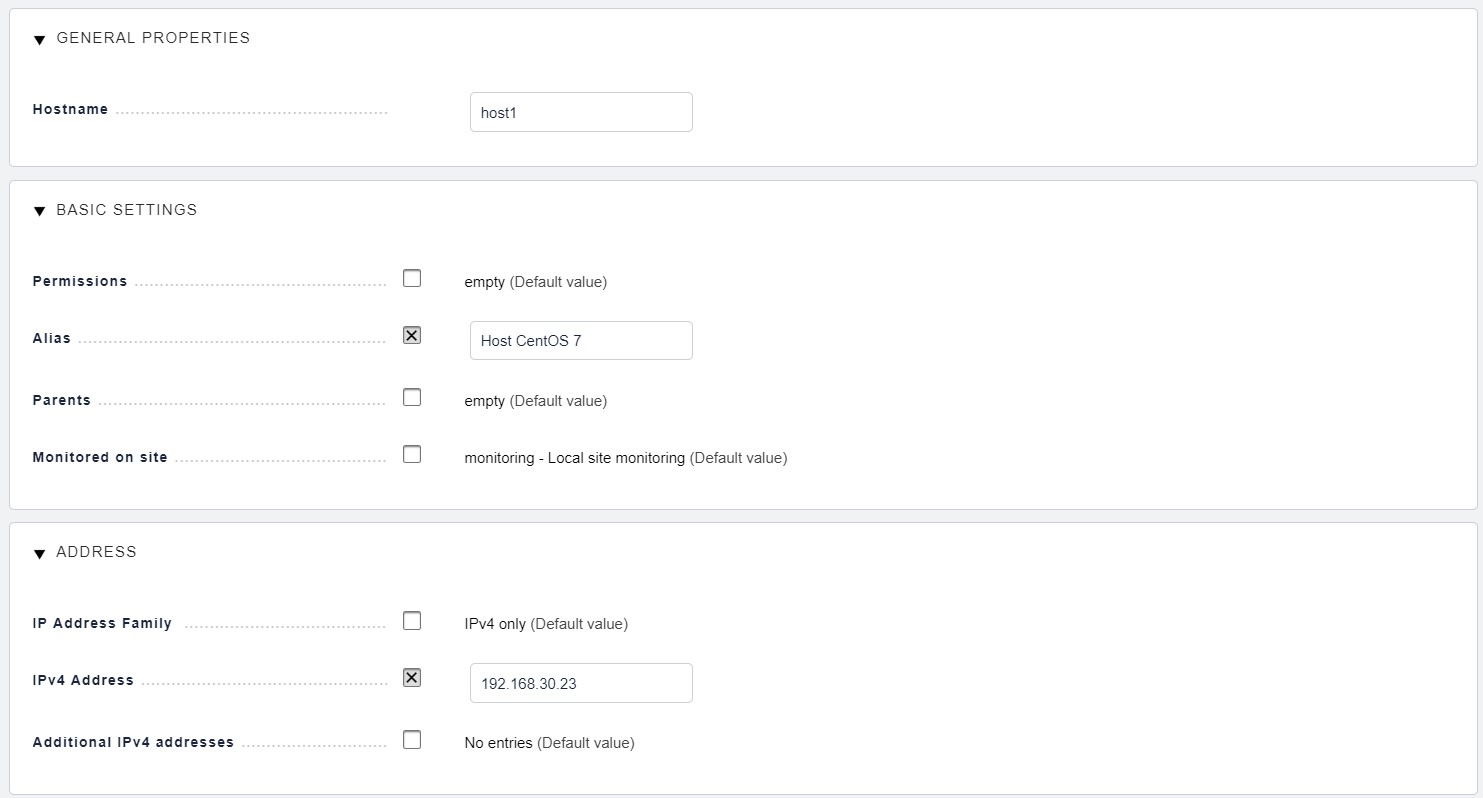 GENERAL PROPERTIES
Hostname host1
BASIC SETTINGS
Permissions empty (Default value)
Alias Host CentOS 7
Parents empty (Default value)
Monitored on site monitoring - Local site monitoring (Default value)
ADDRESS
IP Address Family IPv4 only (Default value)
IPv4 Address 192.168.30.23
Additional IPv4 addresses No entries (Default value)